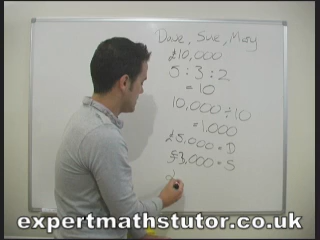 Dave, Sue, Mary
£10,000
5 : 3 : 2
= 10
10,000 ÷ 10
= 1,000
£5,000 = D
£3,000 = S
expertmathstutor.co.uk